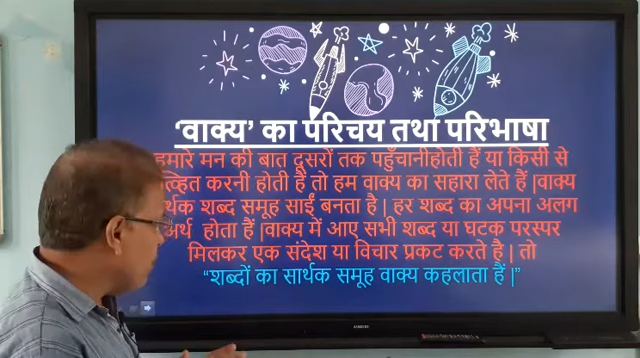 ‘वाक्य’ का परिचय तथा परिभाषा
हमारे मन की बात दूसरों तक पहुँचानीहोती हैं या किसी से
करनी होती हैं तो हम वाक्य का सहारा लेते हैं |वाक्य
शब्द समूह साईं बनता है | हर शब्द का अपना अलग
अर्थ होता हैं |वाक्य में आए सभी शब्द या घटक परस्पर
मिलकर एक संदेश या विचार प्रकट करते है | तो
“शब्दों का सार्थक समूह वाक्य कहलाता हैं |”
SAMSUNG